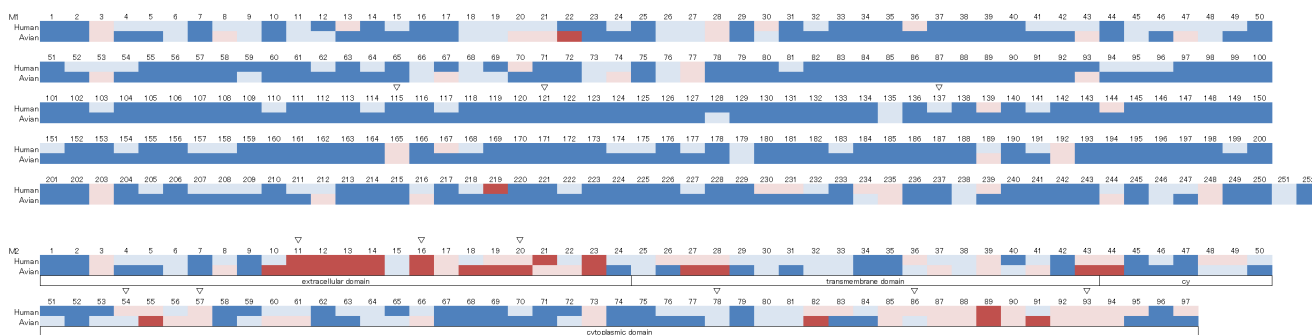 M1 1 2 3 4 5 6 7 8 9 10 11 12 13 14 15 16 17 18 19 20 21 22 23 24 25 26 27 28 29 30 31 32 33 34 35 36 37 38 39 40 41 42 43 44 45 46 47 48 49 50
Human
Avian
51 52 53 54 55 56 57 58 59 60 61 62 63 64 65 66 67 68 69 70 71 72 73 74 75 76 77 78 79 80 81 82 83 84 85 86 87 88 89 90 91 92 93 94 95 96 97 98 99 100
Human
Avian
101 102 103 104 105 106 107 108 109 110 111 112 113 114 115 116 117 118 119 120 121 122 123 124 125 126 127 128 129 130 131 132 133 134 135 136 137 138 139 140 141 142 143 144 145 146 147 148 149 150
Human
Avian
151 152 153 154 155 156 157 158 159 160 161 162 163 164 165 166 167 168 169 170 171 172 173 174 175 176 177 178 179 180 181 182 183 184 185 186 187 188 189 190 191 192 193 194 195 196 197 198 199 200
Human
Avian
201 202 203 204 205 206 207 208 209 210 211 212 213 214 215 216 217 218 219 220 221 222 223 224 225 226 227 228 229 230 231 232 233 234 235 236 237 238 239 240 241 242 243 244 245 246 247 248 249 250 251
Human
Avian
M2 1 2 3 4 5 6 7 8 9 10 11 12 13 14 15 16 17 18 19 20 21 22 23 24 25 26 27 28 29 30 31 32 33 34 35 36 37 38 39 40 41 42 43 44 45 46 47 48 49 50
Human
Avian
extracellular domain transmembrane domain cy
51 52 53 54 55 56 57 58 59 60 61 62 63 64 65 66 67 68 69 70 71 72 73 74 75 76 77 78 79 80 81 82 83 84 85 86 87 88 89 90 91 92 93 94 95 96 97
Human
Avian
cytoplasmic domain